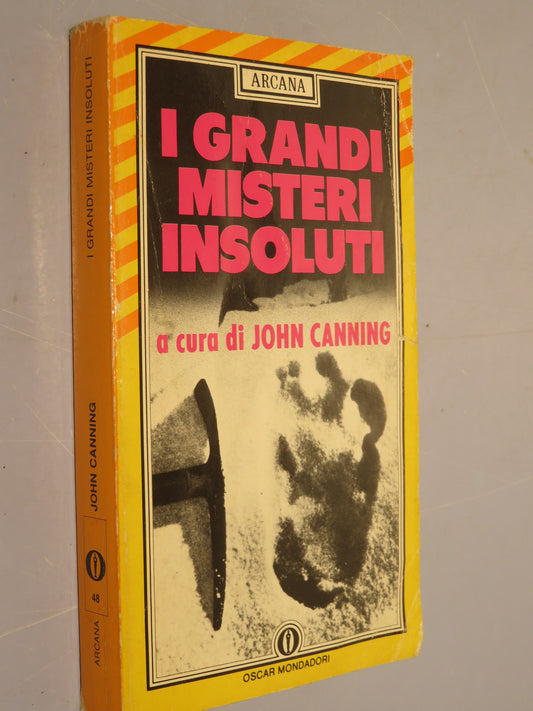 ARCANA
I GRANDI
MISTERI
INSOLUTI
a cura di JOHN CANNING
OSCAR MONDADORI
I GRANDI MISTERI INSOLUTI
JOHN CANNING
48
ARCANA